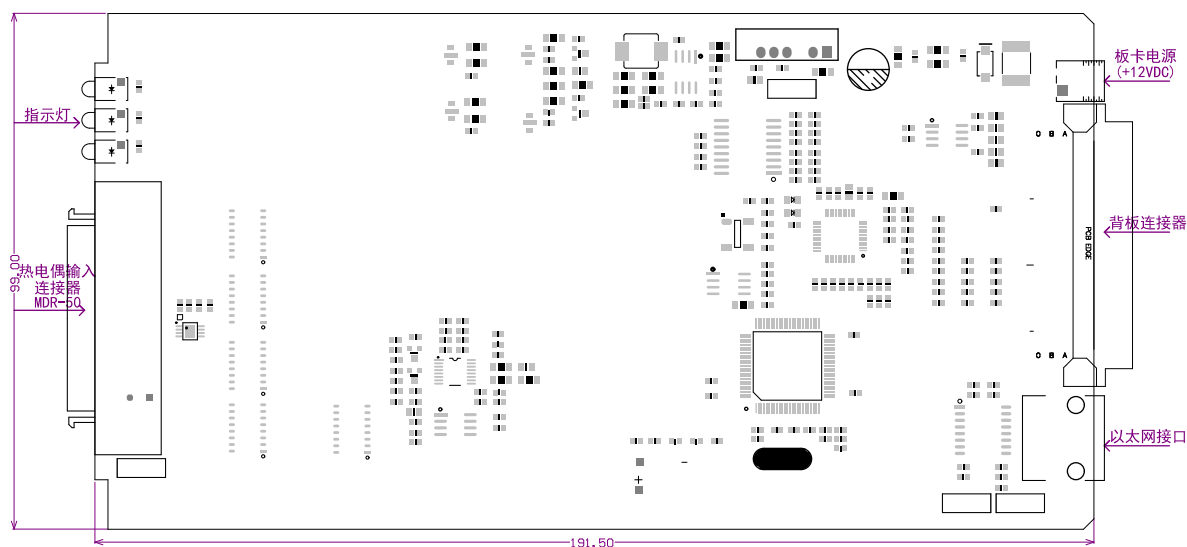 板卡电源
(+12VDC)
指示灯
C B A
背板连接器
PCB EDGE
热电偶输入
连接器
MDR-50
99.00
C B A
以太网接口
191.50